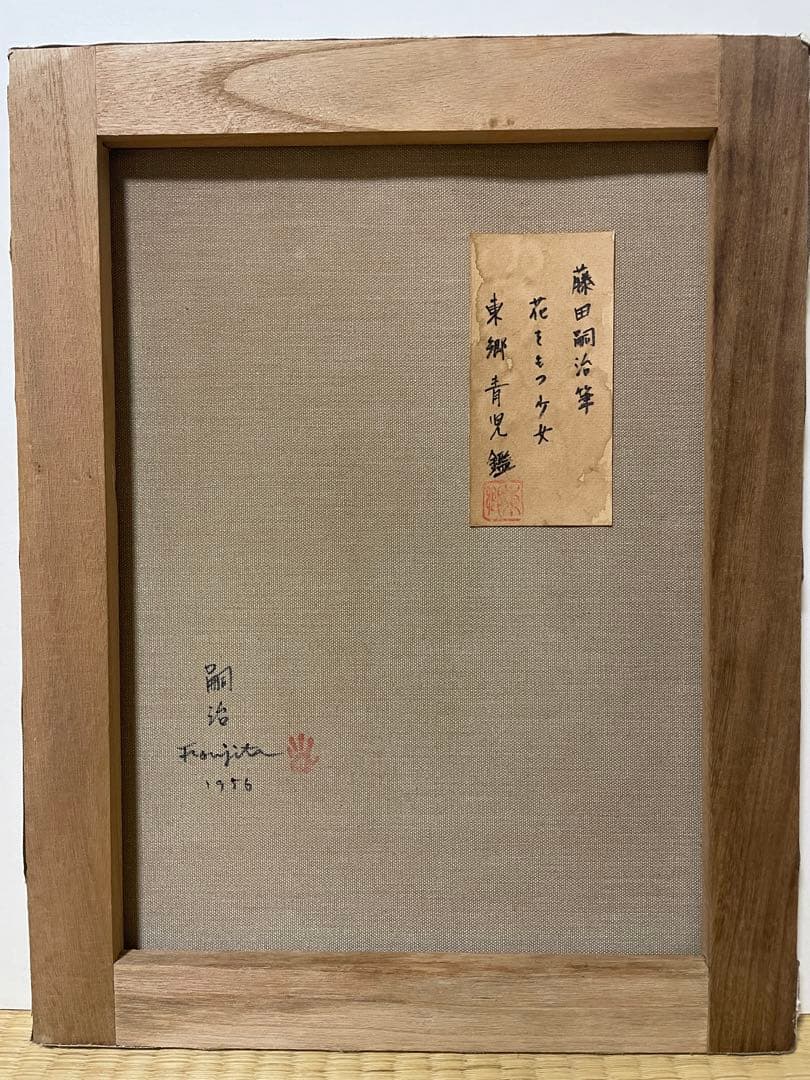 藤田嗣治筆
花をもつ少女
東郷青児鑑
嗣治
Foujita
1956